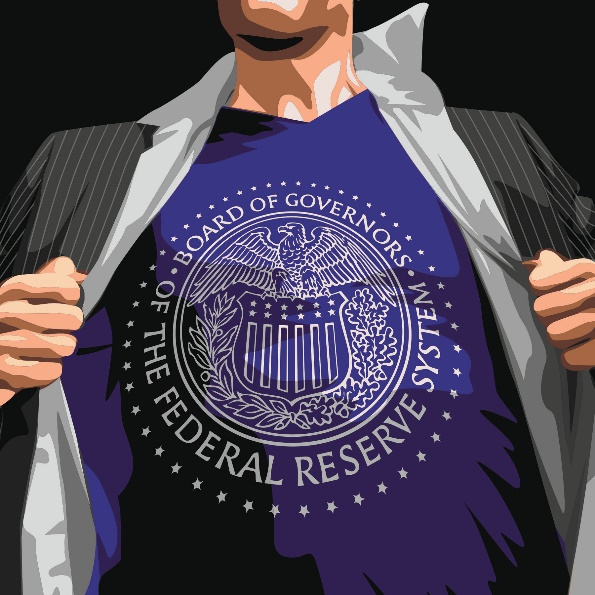 BOARD OF GOVERNORS
OF THE FEDERAL RESERVE SYSTEM